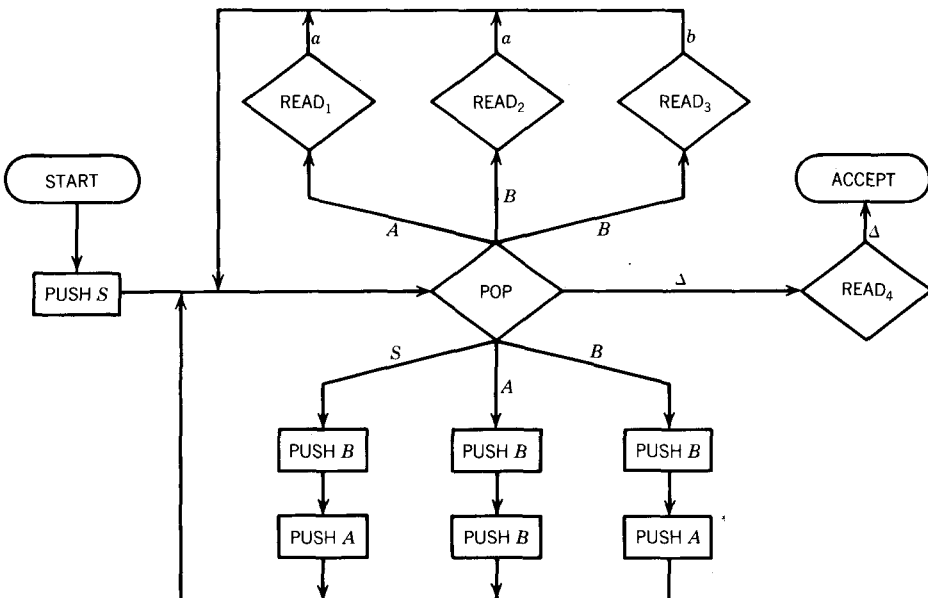 a a b
READ₁ READ₂ READ₃
START ACCEPT
B Δ
A B
PUSH S POP Δ READ₄
S B
A
PUSH B PUSH B PUSH B
PUSH A PUSH B PUSH A